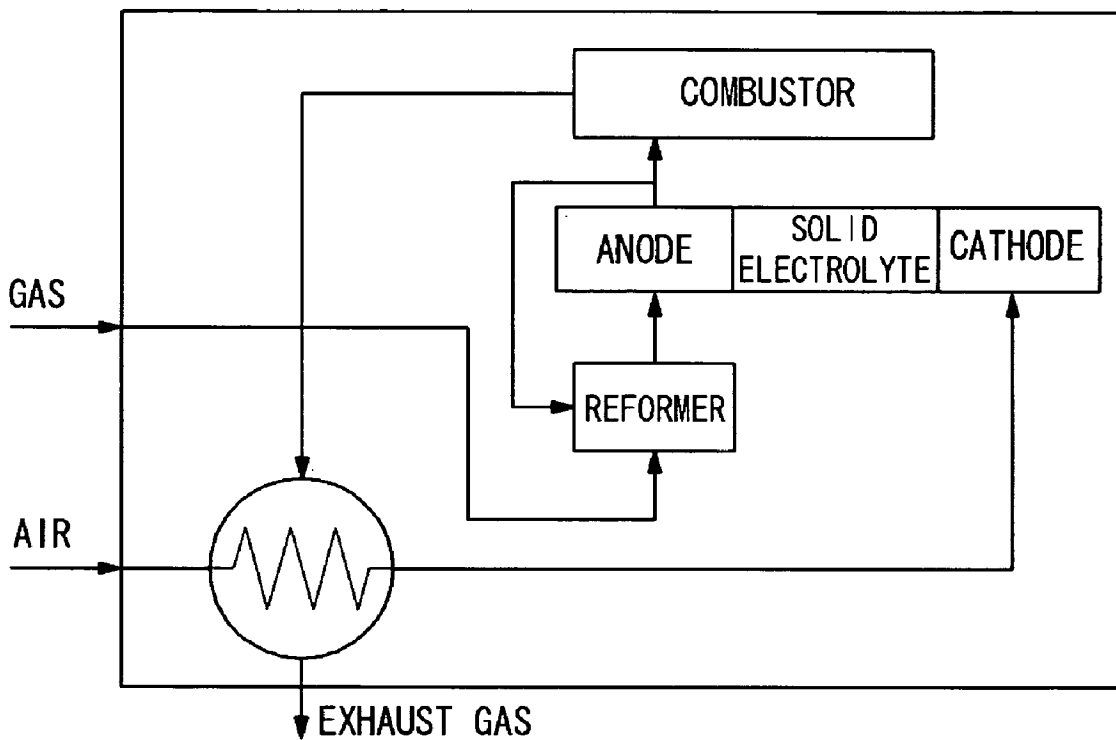 COMBUSTOR
ANODE
SOLID
ELECTROLYTE
CATHODE
GAS
REFORMER
AIR
EXHAUST GAS